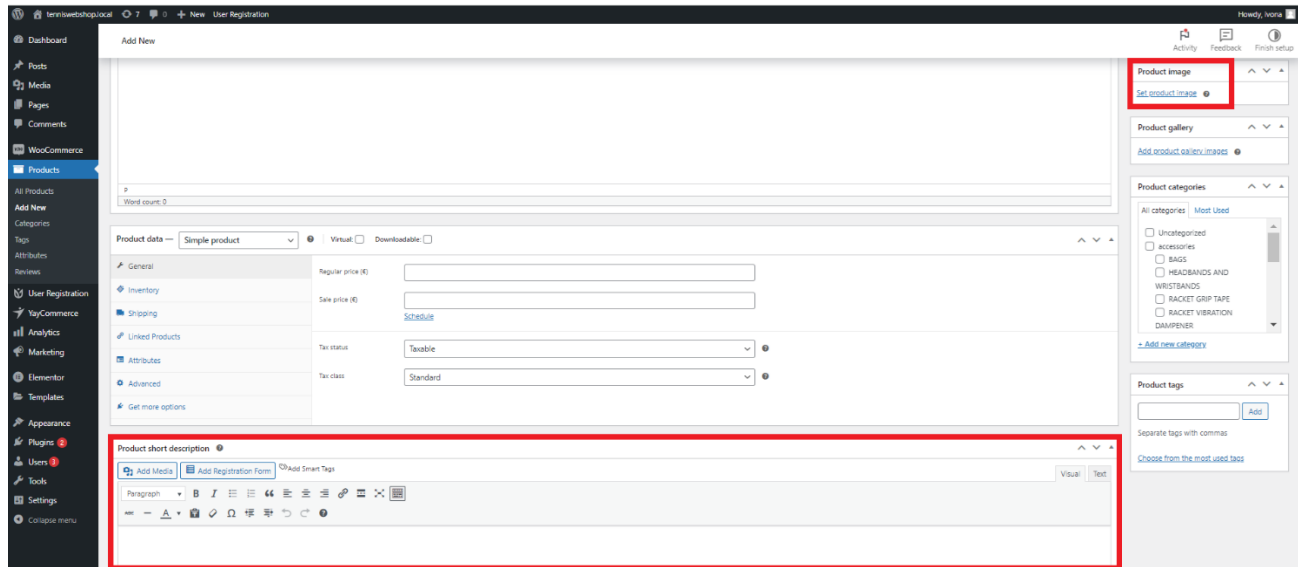 tenniswebshop.local 7 0 New User Registration Howdy, ivona
Dashboard
Posts
Media
Pages
Comments
WooCommerce
Products
All Products
Add New
Categories
Tags
Attributes
Reviews
User Registration
YayCommerce
Analytics
Marketing
Elementor
Templates
Appearance
Plugins 2
Users 3
Tools
Settings
Collapse menu
Add New
Activity Feedback Finish setup
P
Word count: 0
Product data — Simple product Virtual: Downloadable:
General
Inventory
Shipping
Linked Products
Attributes
Advanced
Get more options
Regular price (€)
Sale price (€)
Schedule
Tax status Taxable
Tax class Standard
Product short description
Add Media Add Registration Form Add Smart Tags
Visual Text
Paragraph B I
A Ω
Product image
Set product image
Product gallery
Add product gallery images
Product categories
All categories Most Used
Uncategorized
accessories
BAGS
HEADBANDS AND
WRISTBANDS
RACKET GRIP TAPE
RACKET VIBRATION
DAMPENER
+ Add new category
Product tags
Add
Separate tags with commas
Choose from the most used tags